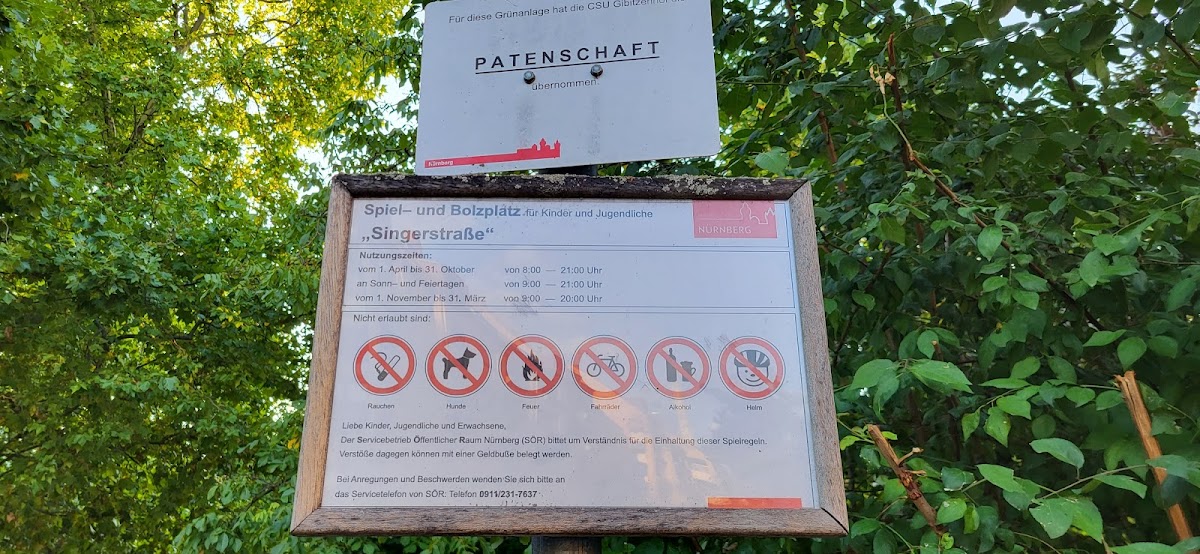 Für diese Grünanlage hat die CSU Gibitzenhof die
PATENSCHAFT
übernommen.
Nürnberg
Spiel– und Bolzplatz für Kinder und Jugendliche
„Singerstraße“
NÜRNBERG
Nutzungszeiten:
vom 1. April bis 31. Oktober von 8:00 — 21:00 Uhr
an Sonn– und Feiertagen von 9:00 — 21:00 Uhr
vom 1. November bis 31. März von 9:00 — 20:00 Uhr
Nicht erlaubt sind:
Rauchen Hunde Feuer Fahrräder Alkohol Helm
Liebe Kinder, Jugendliche und Erwachsene,
Der Servicebetrieb Öffentlicher Raum Nürnberg (SÖR) bittet um Verständnis für die Einhaltung dieser Spielregeln.
Verstöße dagegen können mit einer Geldbuße belegt werden.
Bei Anregungen und Beschwerden wenden Sie sich bitte an
das Servicetelefon von SÖR: Telefon 0911/231-7637